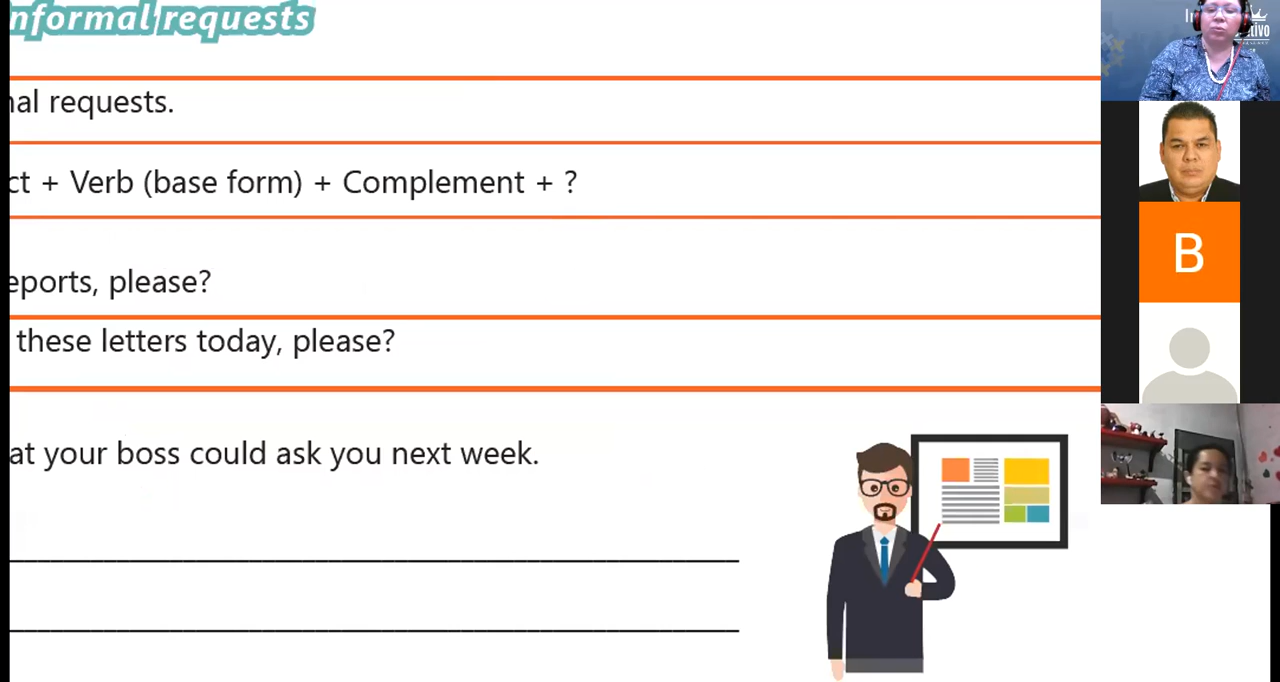 nformal requests
nal requests.
ct + Verb (base form) + Complement + ?
eports, please?
these letters today, please?
at your boss could ask you next week.
B